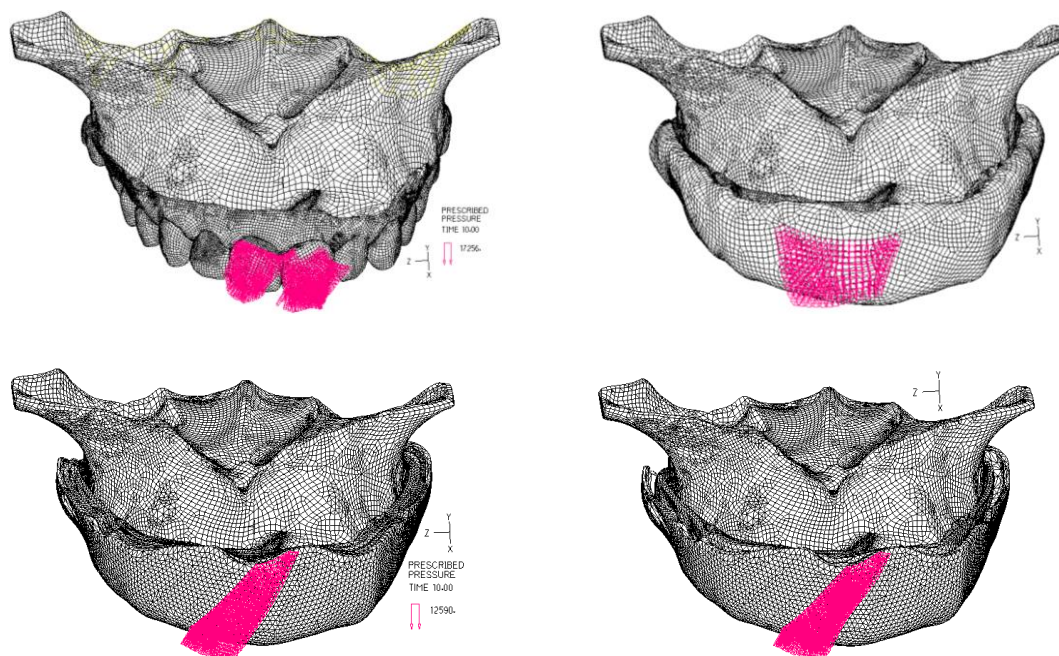 PRESCRIBED
PRESSURE
TIME 10.00
17256.
Y
Z
X
Y
Z
X
Y
Z
X
PRESCRIBED
PRESSURE
TIME 10.00
12590.
Y
Z
X